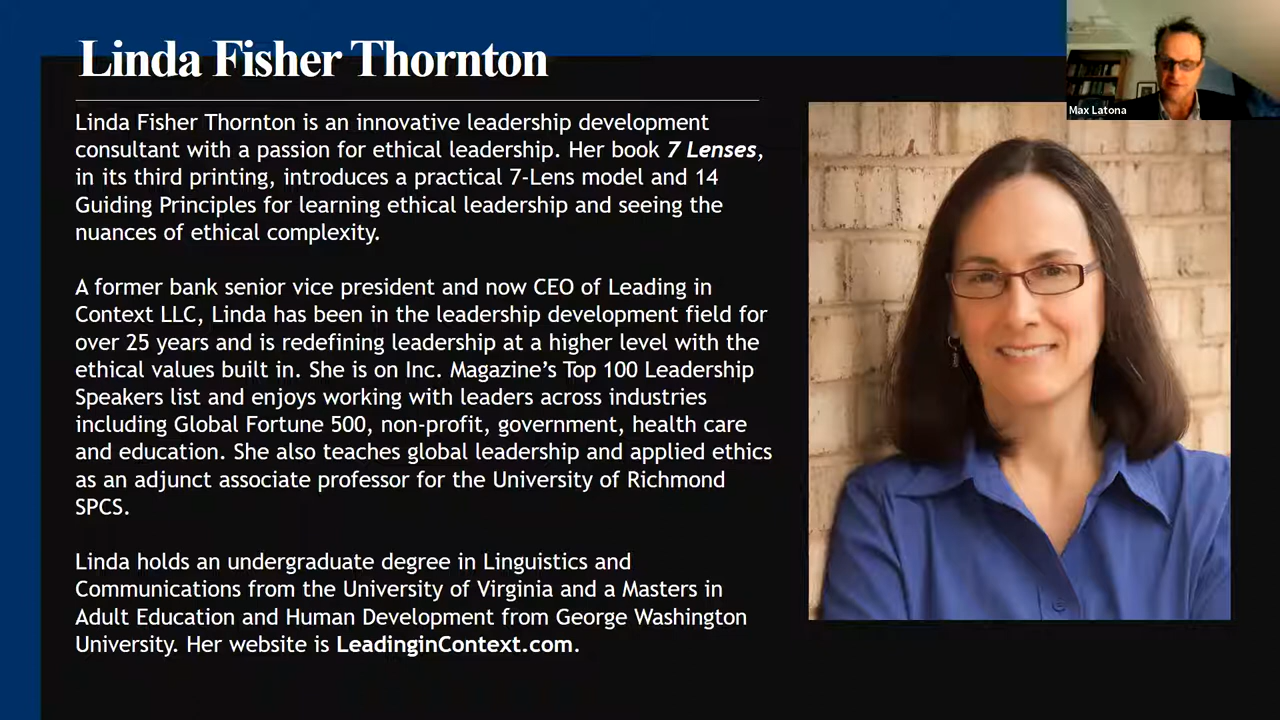 Linda Fisher Thornton
Max Latona
Linda Fisher Thornton is an innovative leadership development
consultant with a passion for ethical leadership. Her book 7 Lenses,
in its third printing, introduces a practical 7-Lens model and 14
Guiding Principles for learning ethical leadership and seeing the
nuances of ethical complexity.
A former bank senior vice president and now CEO of Leading in
Context LLC, Linda has been in the leadership development field for
over 25 years and is redefining leadership at a higher level with the
ethical values built in. She is on Inc. Magazine’s Top 100 Leadership
Speakers list and enjoys working with leaders across industries
including Global Fortune 500, non-profit, government, health care
and education. She also teaches global leadership and applied ethics
as an adjunct associate professor for the University of Richmond
SPCS.
Linda holds an undergraduate degree in Linguistics and
Communications from the University of Virginia and a Masters in
Adult Education and Human Development from George Washington
University. Her website is LeadinginContext.com.